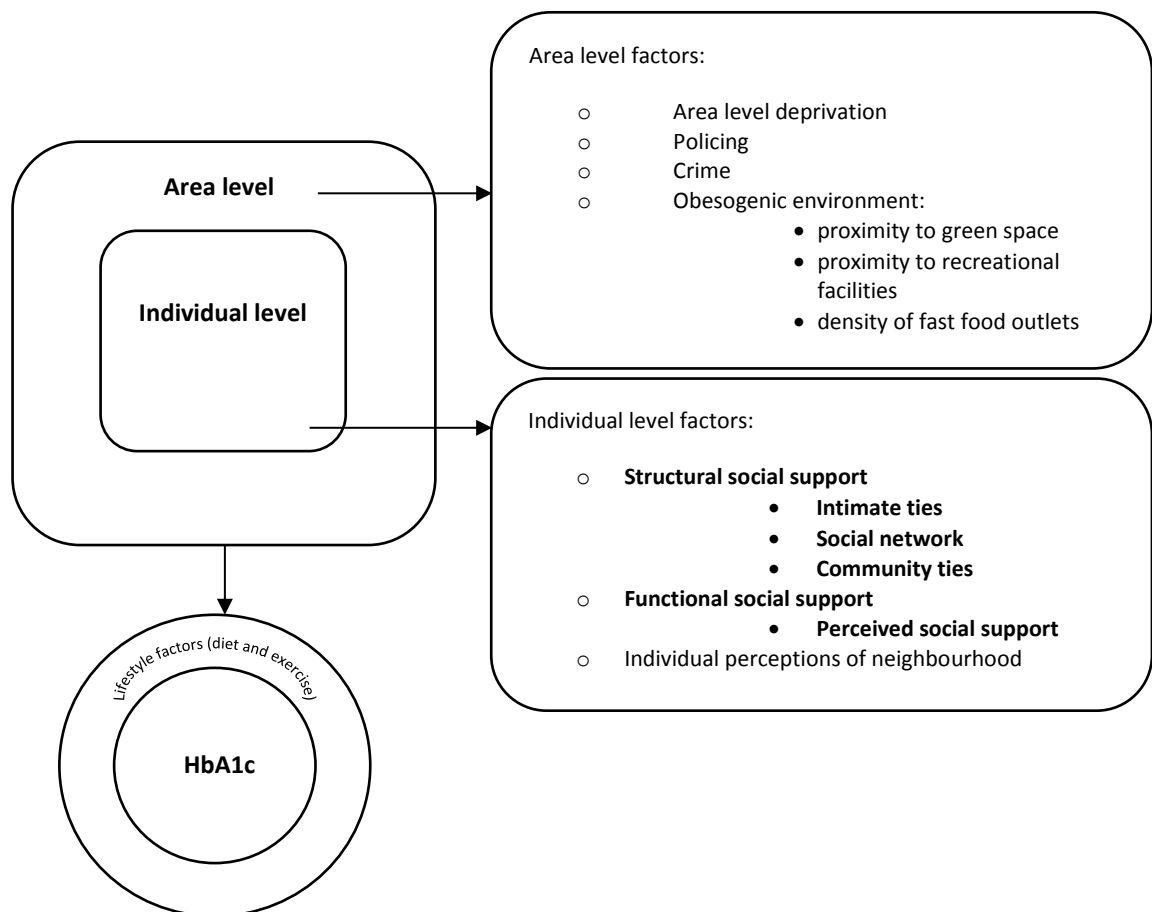 Area level factors:
o Area level deprivation
o Policing
o Crime
o Obesogenic environment:
• proximity to green space
• proximity to recreational
facilities
• density of fast food outlets
Area level
Individual level
Individual level factors:
o Structural social support
• Intimate ties
• Social network
• Community ties
o Functional social support
• Perceived social support
o Individual perceptions of neighbourhood
Lifestyle factors (diet and exercise)
HbA1c